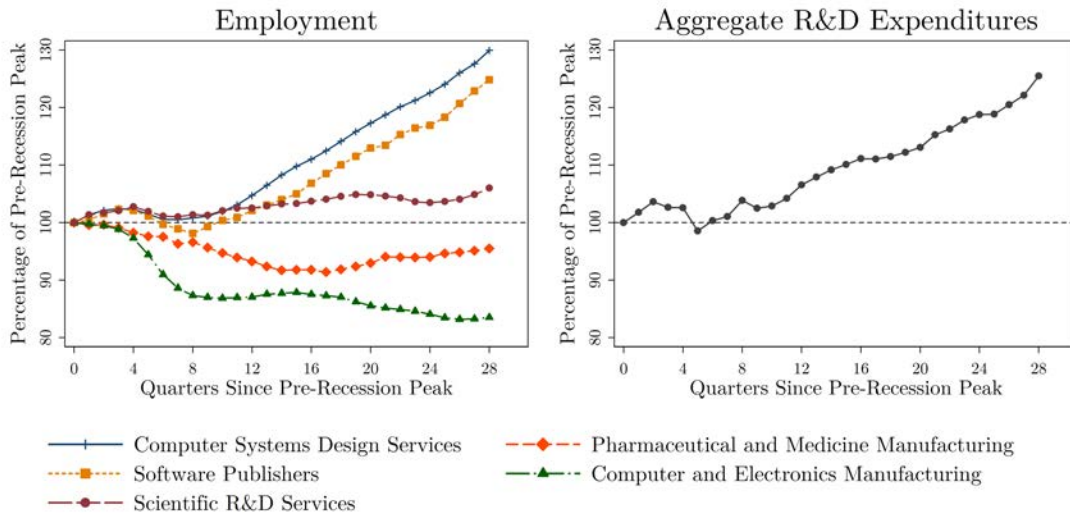 Employment
Aggregate R&D Expenditures
Percentage of Pre-Recession Peak
130
120
110
100
90
80
0 4 8 12 16 20 24 28
Quarters Since Pre-Recession Peak
Percentage of Pre-Recession Peak
130
120
110
100
90
80
0 4 8 12 16 20 24 28
Quarters Since Pre-Recession Peak
Computer Systems Design Services
Software Publishers
Scientific R&D Services
Pharmaceutical and Medicine Manufacturing
Computer and Electronics Manufacturing